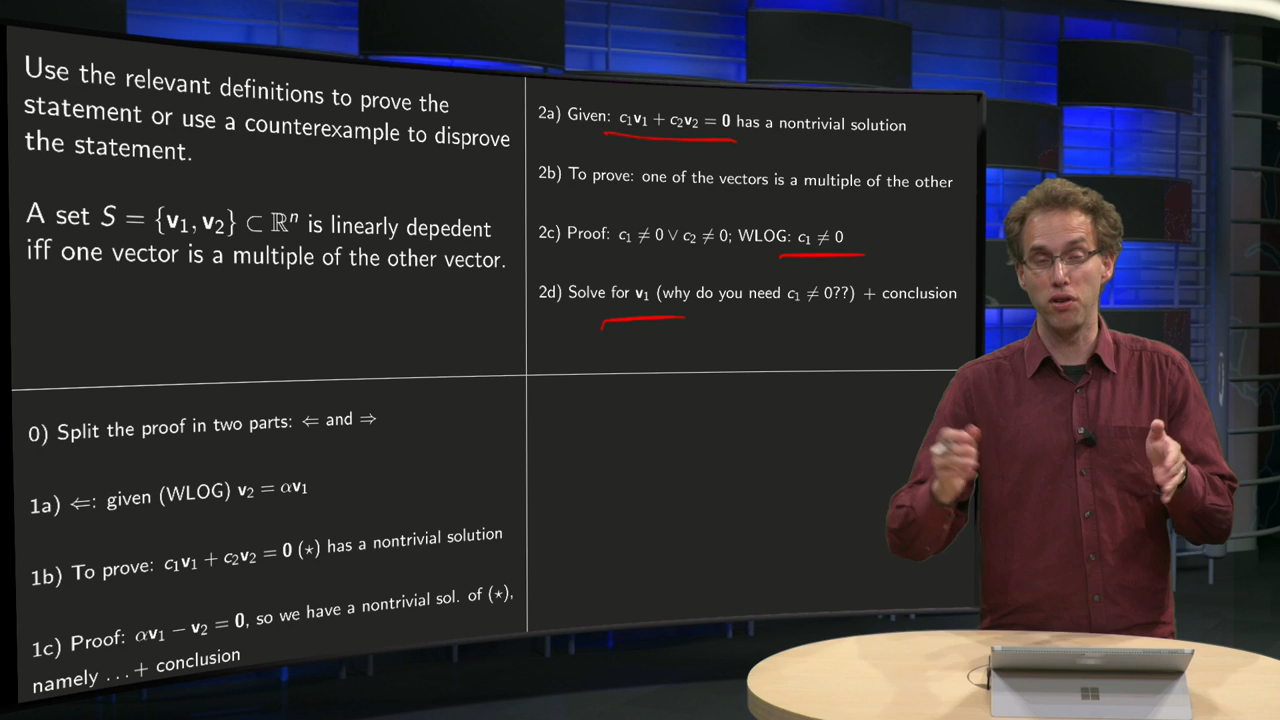 Use the relevant definitions to prove the
statement or use a counterexample to disprove
the statement.
A set S = {v₁, v₂} ⊂ ℝⁿ is linearly depedent
iff one vector is a multiple of the other vector.
0) Split the proof in two parts: ⇐ and ⇒
1a) ⇐: given (WLOG) v₂ = αv₁
1b) To prove: c₁v₁ + c₂v₂ = 0 (⋆) has a nontrivial solution
1c) Proof: αv₁ − v₂ = 0, so we have a nontrivial sol. of (⋆),
namely ... + conclusion
2a) Given: c₁v₁ + c₂v₂ = 0 has a nontrivial solution
2b) To prove: one of the vectors is a multiple of the other
2c) Proof: c₁ ≠ 0 ∨ c₂ ≠ 0; WLOG: c₁ ≠ 0
2d) Solve for v₁ (why do you need c₁ ≠ 0??) + conclusion